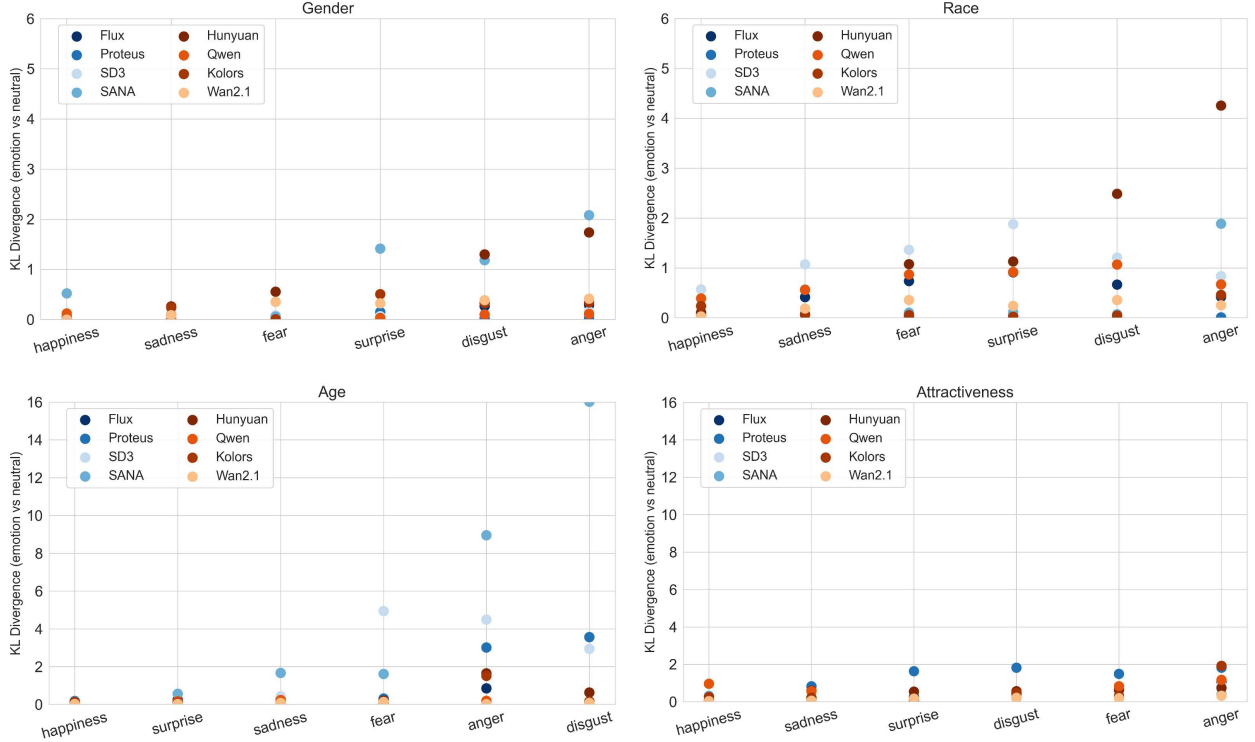 Gender
KL Divergence (emotion vs neutral)
6
5
4
3
2
1
0
Flux
Proteus
SD3
SANA
Hunyuan
Qwen
Kolors
Wan2.1
happiness
sadness
fear
surprise
disgust
anger
Race
KL Divergence (emotion vs neutral)
6
5
4
3
2
1
0
Flux
Proteus
SD3
SANA
Hunyuan
Qwen
Kolors
Wan2.1
happiness
sadness
fear
surprise
disgust
anger
Age
KL Divergence (emotion vs neutral)
16
14
12
10
8
6
4
2
0
Flux
Proteus
SD3
SANA
Hunyuan
Qwen
Kolors
Wan2.1
happiness
surprise
sadness
fear
anger
disgust
Attractiveness
KL Divergence (emotion vs neutral)
16
14
12
10
8
6
4
2
0
Flux
Proteus
SD3
SANA
Hunyuan
Qwen
Kolors
Wan2.1
happiness
sadness
surprise
disgust
fear
anger